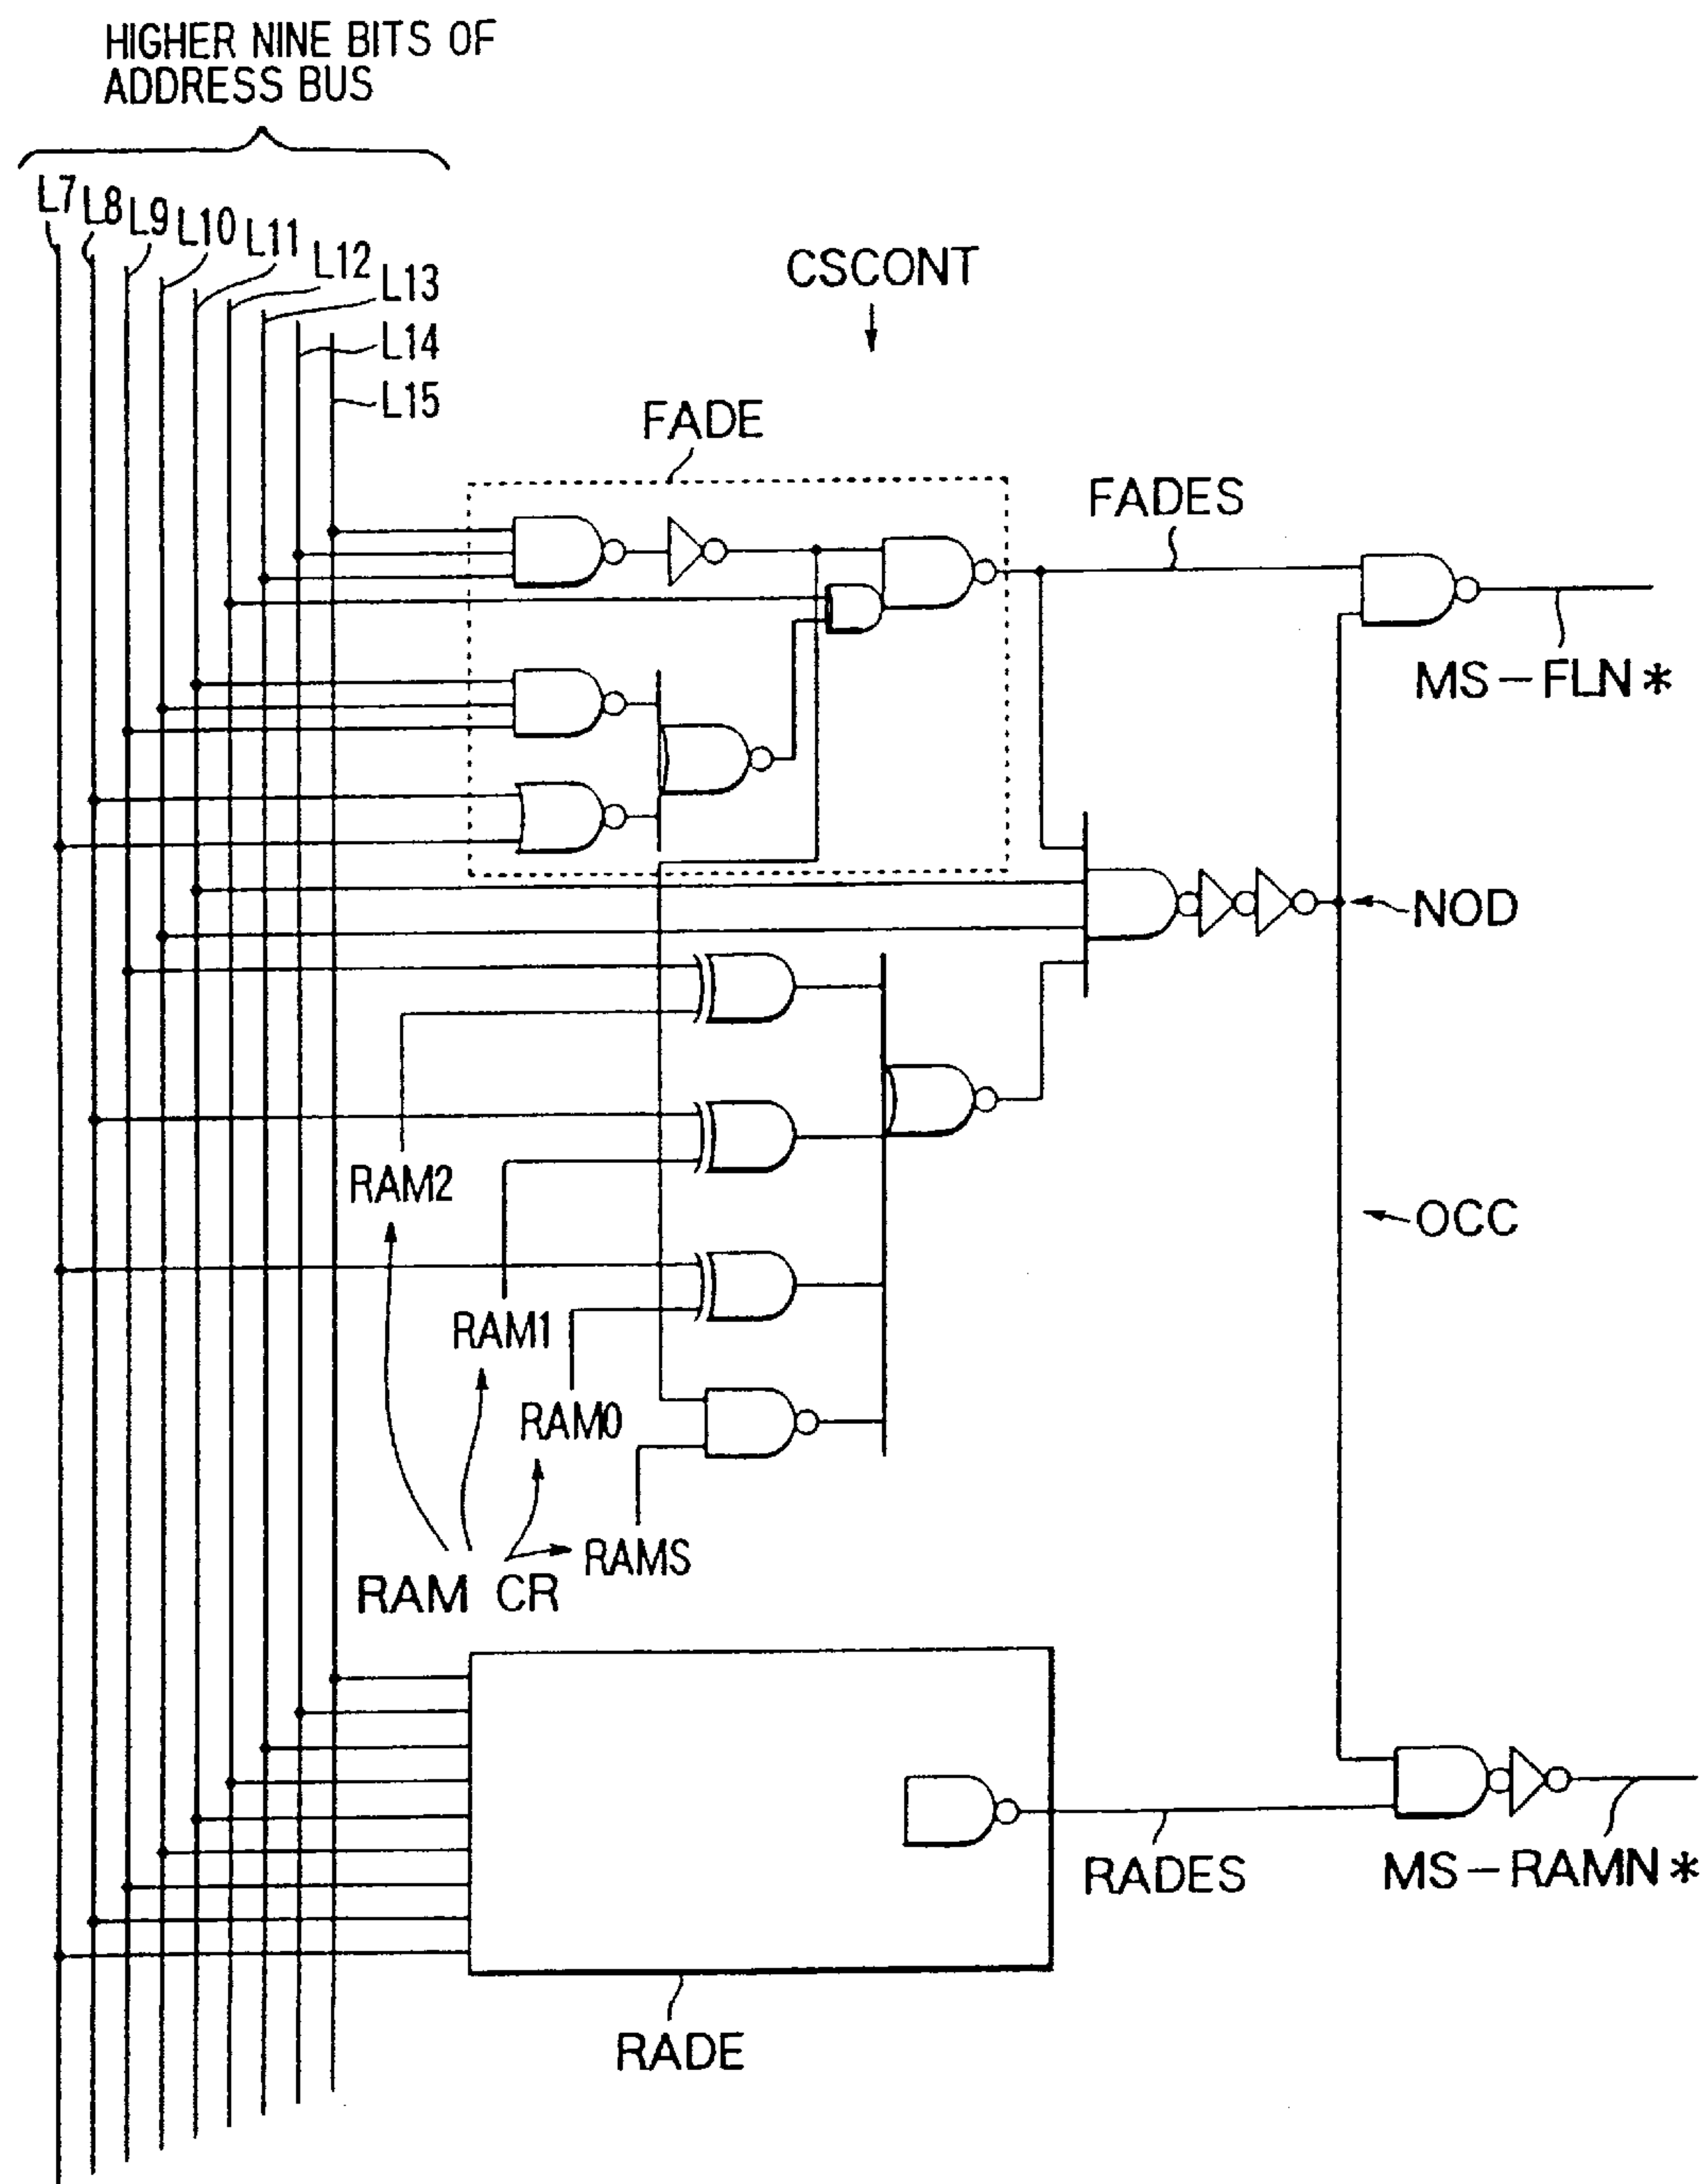 HIGHER NINE BITS OF
ADDRESS BUS
L7
L8
L9
L10
L11
L12
L13
L14
L15
CSCONT
FADE
FADES
MS-FLN*
NOD
RAM2
OCC
RAM1
RAM0
RAMS
RAM CR
RADES
MS-RAMN*
RADE